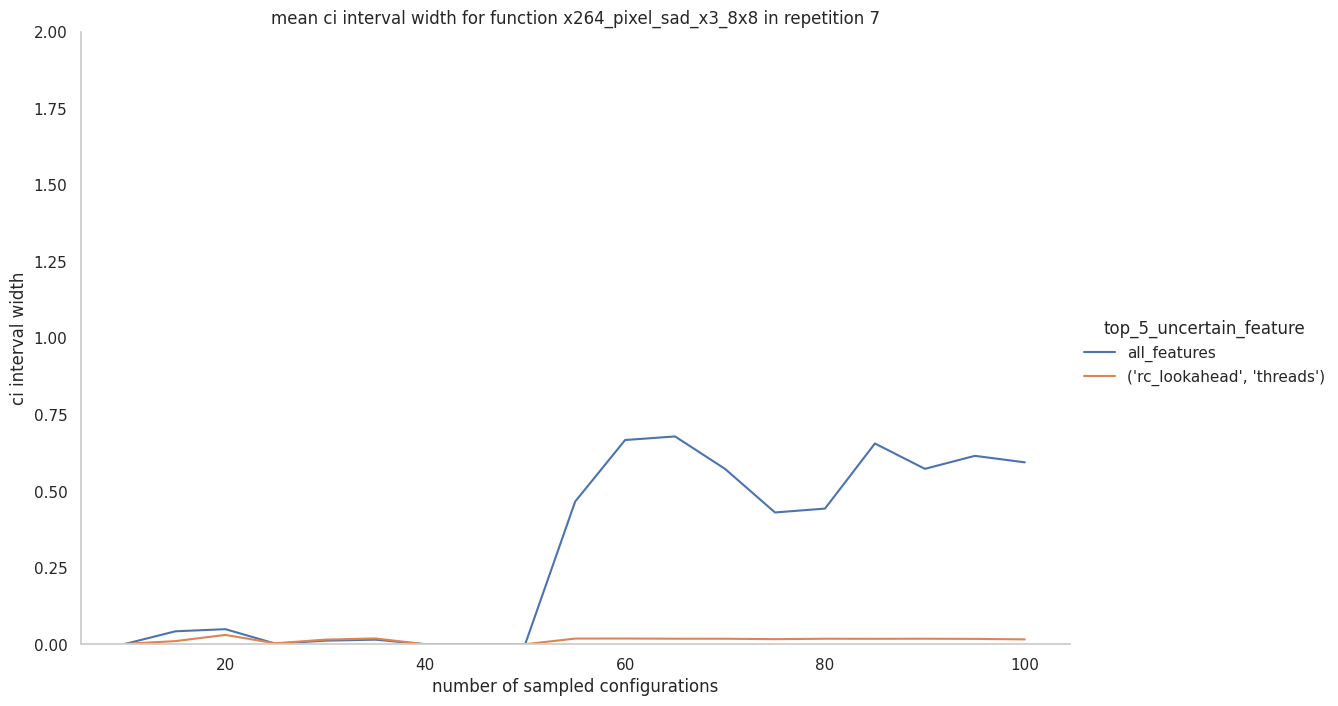 mean ci interval width for function x264_pixel_sad_x3_8x8 in repetition 7
2.00
1.75
1.50
1.25
1.00
0.75
0.50
0.25
0.00
ci interval width
20
40
60
80
100
number of sampled configurations
top_5_uncertain_feature
all_features
('rc_lookahead', 'threads')